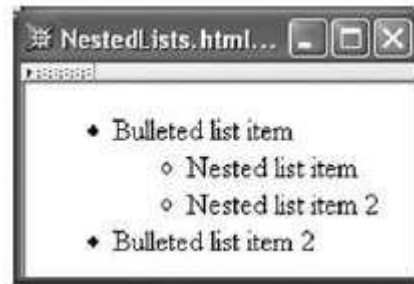 NestedLists.html...
Bulleted list item
Nested list item
Nested list item 2
Bulleted list item 2